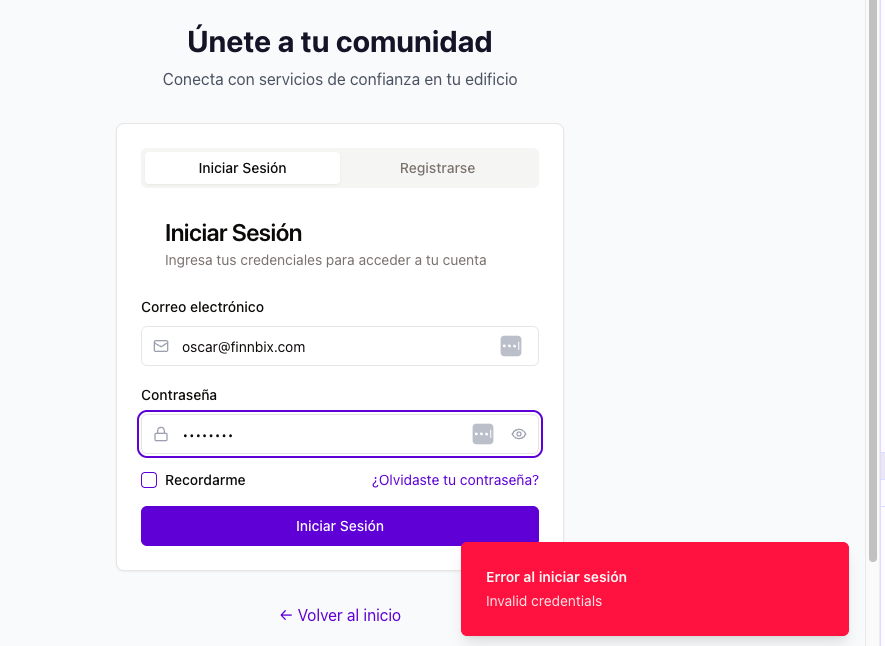 Únete a tu comunidad
Conecta con servicios de confianza en tu edificio
Iniciar Sesión
Registrarse
Iniciar Sesión
Ingresa tus credenciales para acceder a tu cuenta
Correo electrónico
oscar@finnbix.com
Contraseña
••••••••
Recordarme
¿Olvidaste tu contraseña?
Iniciar Sesión
Error al iniciar sesión
Invalid credentials
← Volver al inicio